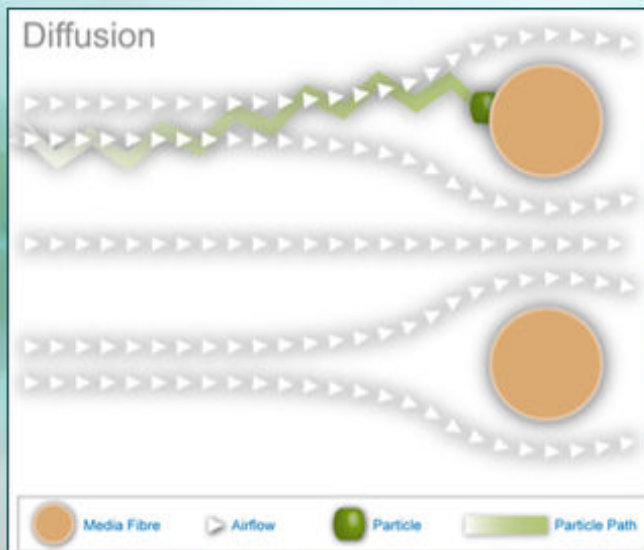 Diffusion
Media Fibre
Airflow
Particle
Particle Path